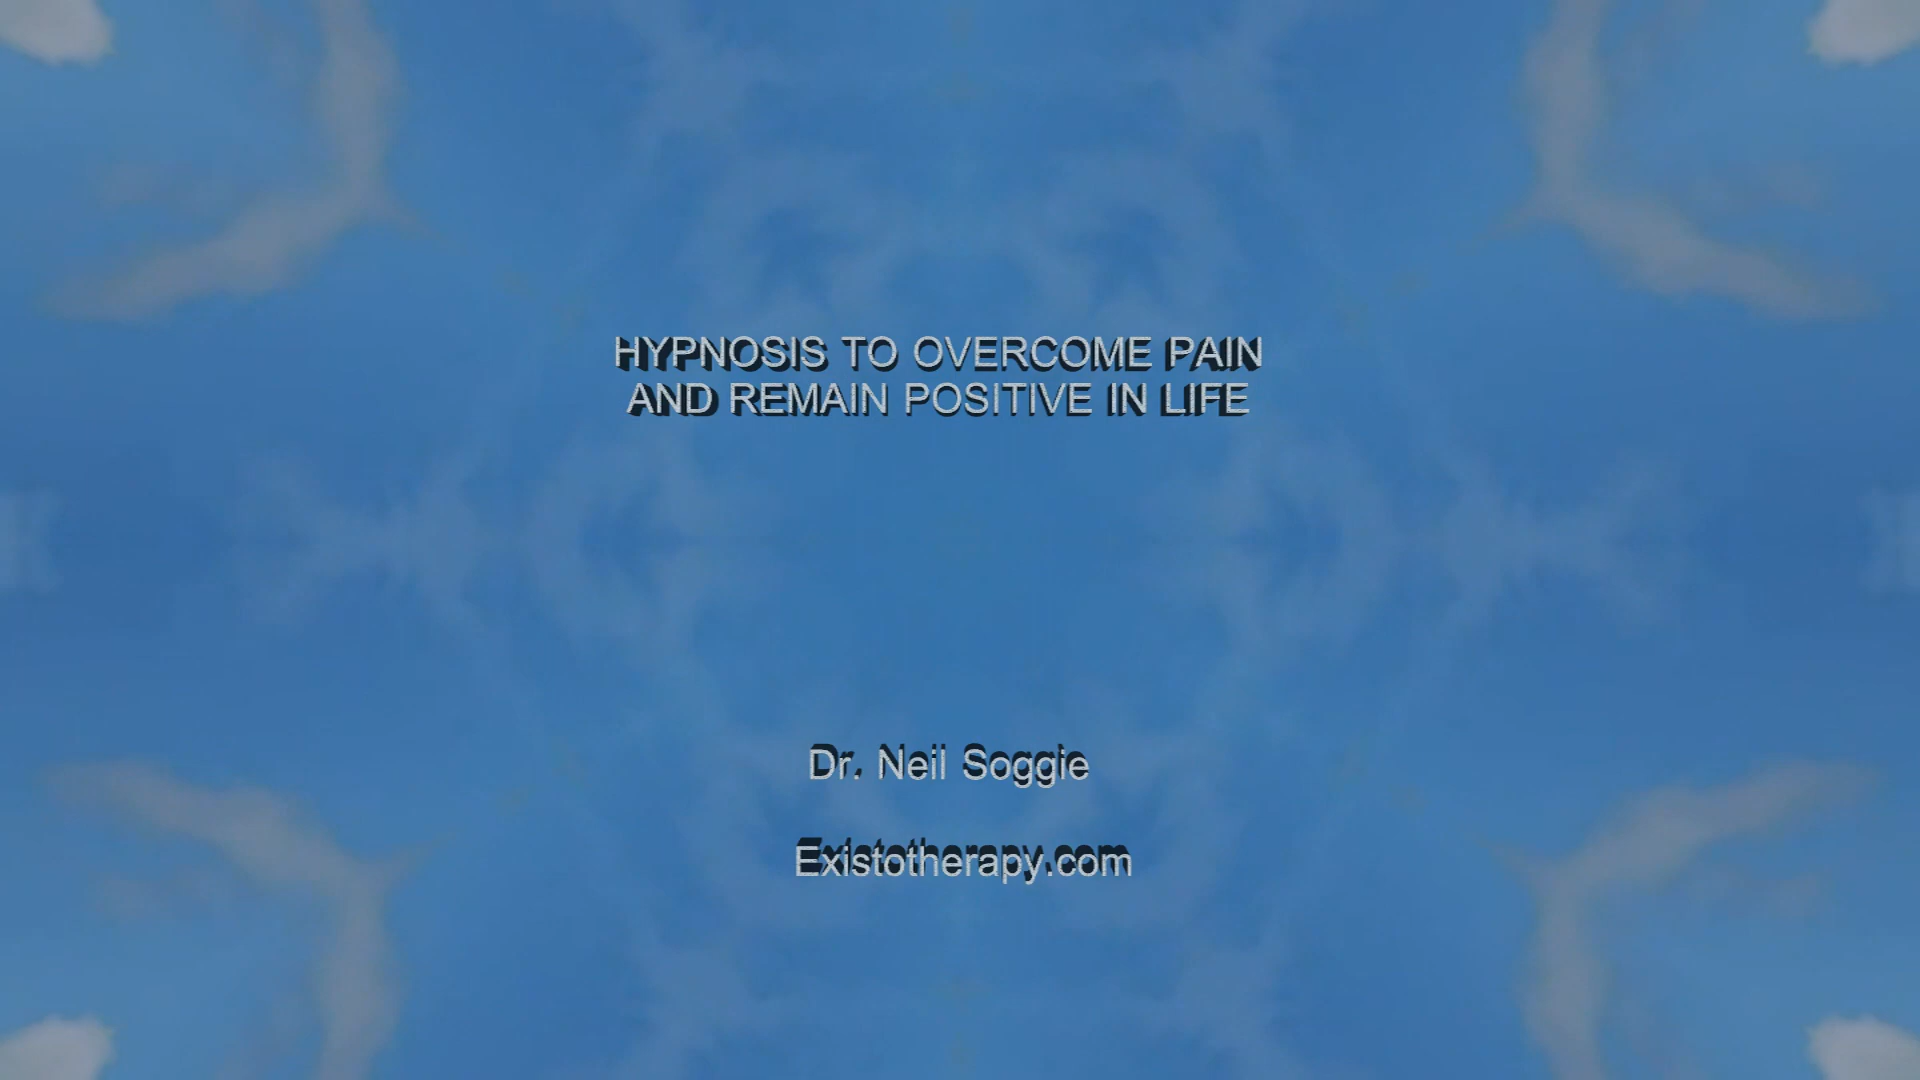 HYPNOSIS TO OVERCOME PAIN
AND REMAIN POSITIVE IN LIFE
Dr. Neil Soggie
Existotherapy.com